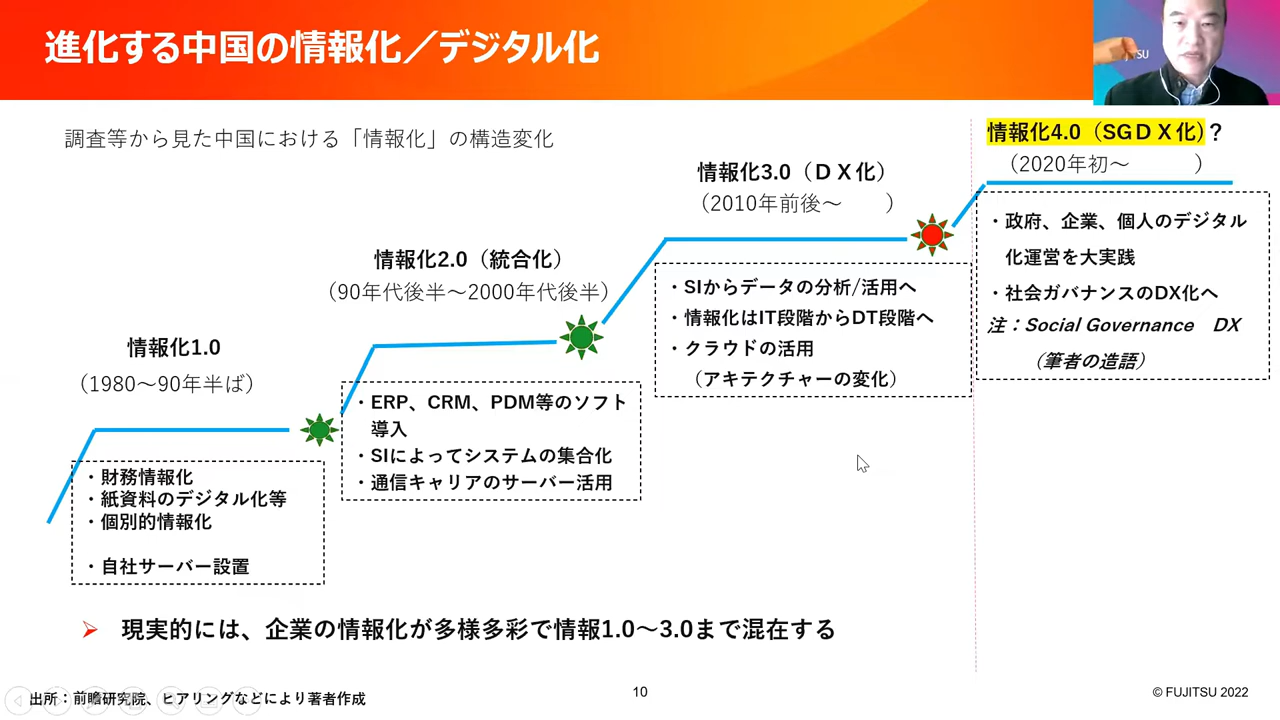 進化する中国の情報化／デジタル化
調査等から見た中国における「情報化」の構造変化
情報化1.0
（1980～90年半ば）
・財務情報化
・紙資料のデジタル化等
・個別的情報化
・自社サーバー設置
情報化2.0（統合化）
（90年代後半～2000年代後半）
・ERP、CRM、PDM等のソフト
導入
・SIによってシステムの集合化
・通信キャリアのサーバー活用
情報化3.0（ＤＸ化）
（2010年前後～　　）
・SIからデータの分析/活用へ
・情報化はIT段階からDT段階へ
・クラウドの活用
（アキテクチャーの変化）
情報化4.0（SGＤＸ化）？
（2020年初～　　　）
・政府、企業、個人のデジタル
化運営を大実践
・社会ガバナンスのDX化へ
注：Social Governance　DX
（筆者の造語）
現実的には、企業の情報化が多様多彩で情報1.0～3.0まで混在する
出所：前瞻研究院、ヒアリングなどにより著者作成
10
© FUJITSU 2022